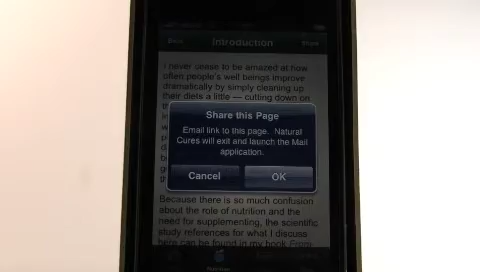 Back Introduction Share
I never cease to be amazed at how
often people's well beings improve
dramatically by simply cleaning up
their diets a little — cutting down on
Share this Page
Email link to this page. Natural
Cures will exit and launch the Mail
application.
Cancel OK
Because there is so much confusion
about the role of nutrition and the
need for supplementing, the scientific
study references for what I discuss
here can be found in my book From